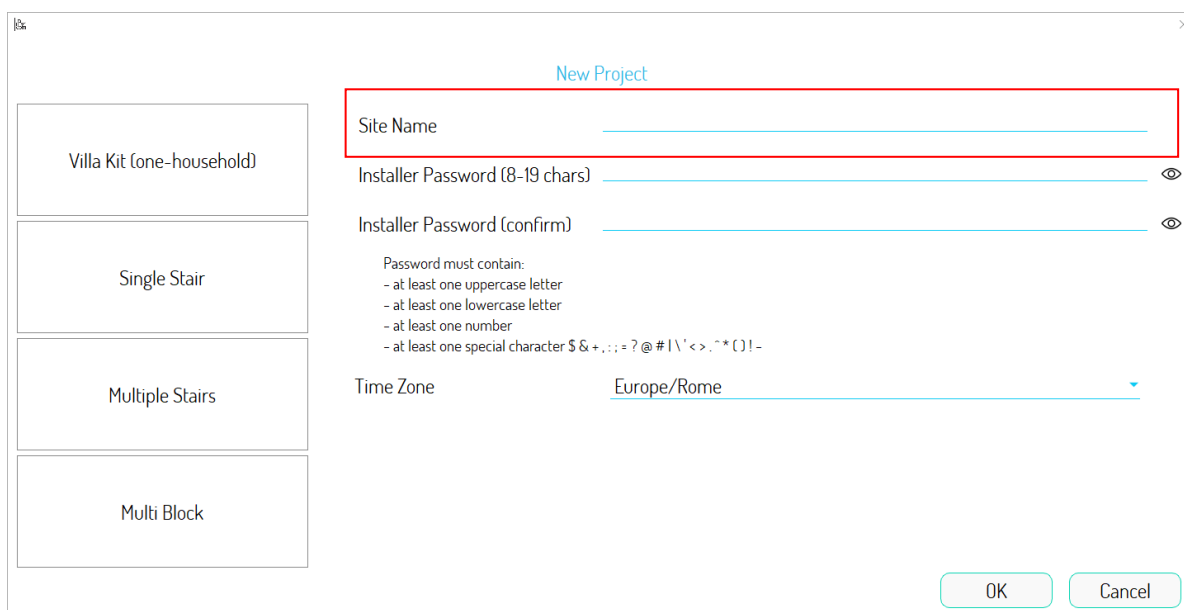 New Project
Villa Kit (one-household)
Single Stair
Multiple Stairs
Multi Block
Site Name
Installer Password (8-19 chars)
Installer Password (confirm)
Password must contain:
- at least one uppercase letter
- at least one lowercase letter
- at least one number
- at least one special character $ & + , : ; = ? @ # | \ ' < > . ^ * ( ) ! -
Time Zone Europe/Rome
OK Cancel